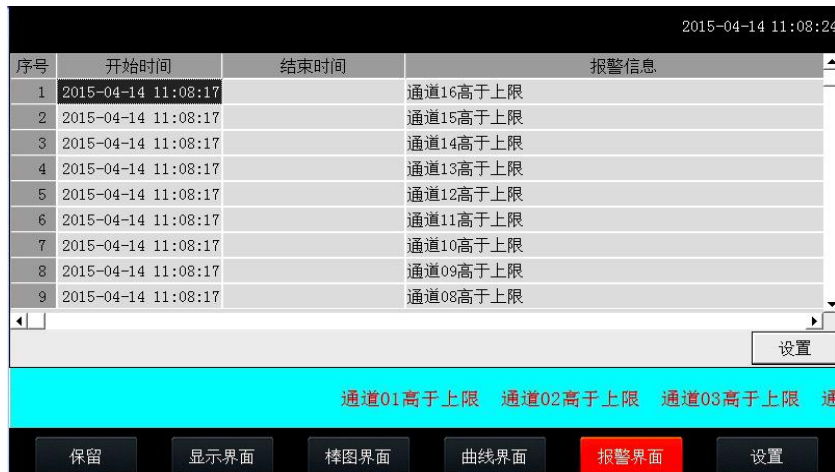 2015-04-14 11:08:24
序号 开始时间 结束时间 报警信息
1 2015-04-14 11:08:17 通道16高于上限
2 2015-04-14 11:08:17 通道15高于上限
3 2015-04-14 11:08:17 通道14高于上限
4 2015-04-14 11:08:17 通道13高于上限
5 2015-04-14 11:08:17 通道12高于上限
6 2015-04-14 11:08:17 通道11高于上限
7 2015-04-14 11:08:17 通道10高于上限
8 2015-04-14 11:08:17 通道09高于上限
9 2015-04-14 11:08:17 通道08高于上限
设置
通道01高于上限 通道02高于上限 通道03高于上限 通
保留 显示界面 棒图界面 曲线界面 报警界面 设置